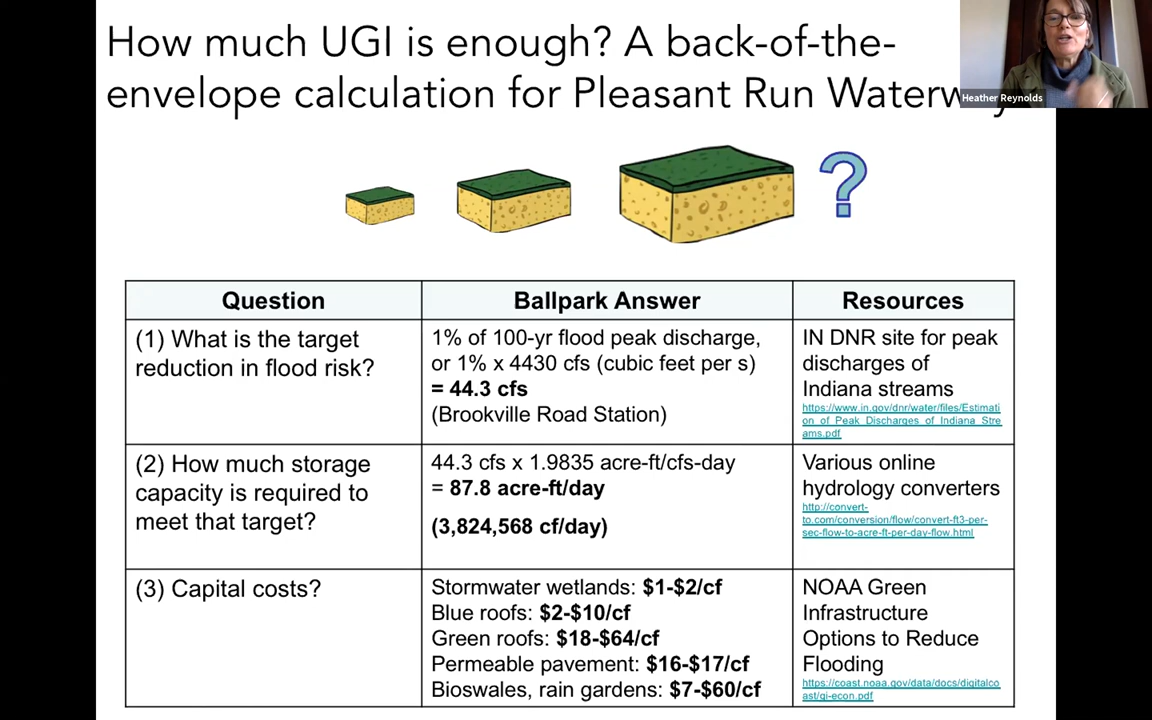 How much UGI is enough? A back-of-the-
envelope calculation for Pleasant Run
Heather Reynolds
?
Question
Ballpark Answer
Resources
(1) What is the target
reduction in flood risk?
1% of 100-yr flood peak discharge,
or 1% x 4430 cfs (cubic feet per s)
= 44.3 cfs
(Brookville Road Station)
IN DNR site for peak
discharges of
Indiana streams
https://www.in.gov/dnr/water/files/Estimati
on_of_Peak_Discharges_of_Indiana_Stre
ams.pdf
(2) How much storage
capacity is required to
meet that target?
44.3 cfs x 1.9835 acre-ft/cfs-day
= 87.8 acre-ft/day
(3,824,568 cf/day)
Various online
hydrology converters
http://convert-
to.com/conversion/flow/convert-ft3-per-
sec-flow-to-acre-ft-per-day-flow.html
(3) Capital costs?
Stormwater wetlands: $1-$2/cf
Blue roofs: $2-$10/cf
Green roofs: $18-$64/cf
Permeable pavement: $16-$17/cf
Bioswales, rain gardens: $7-$60/cf
NOAA Green
Infrastructure
Options to Reduce
Flooding
https://coast.noaa.gov/data/docs/digitalco
ast/gi-econ.pdf